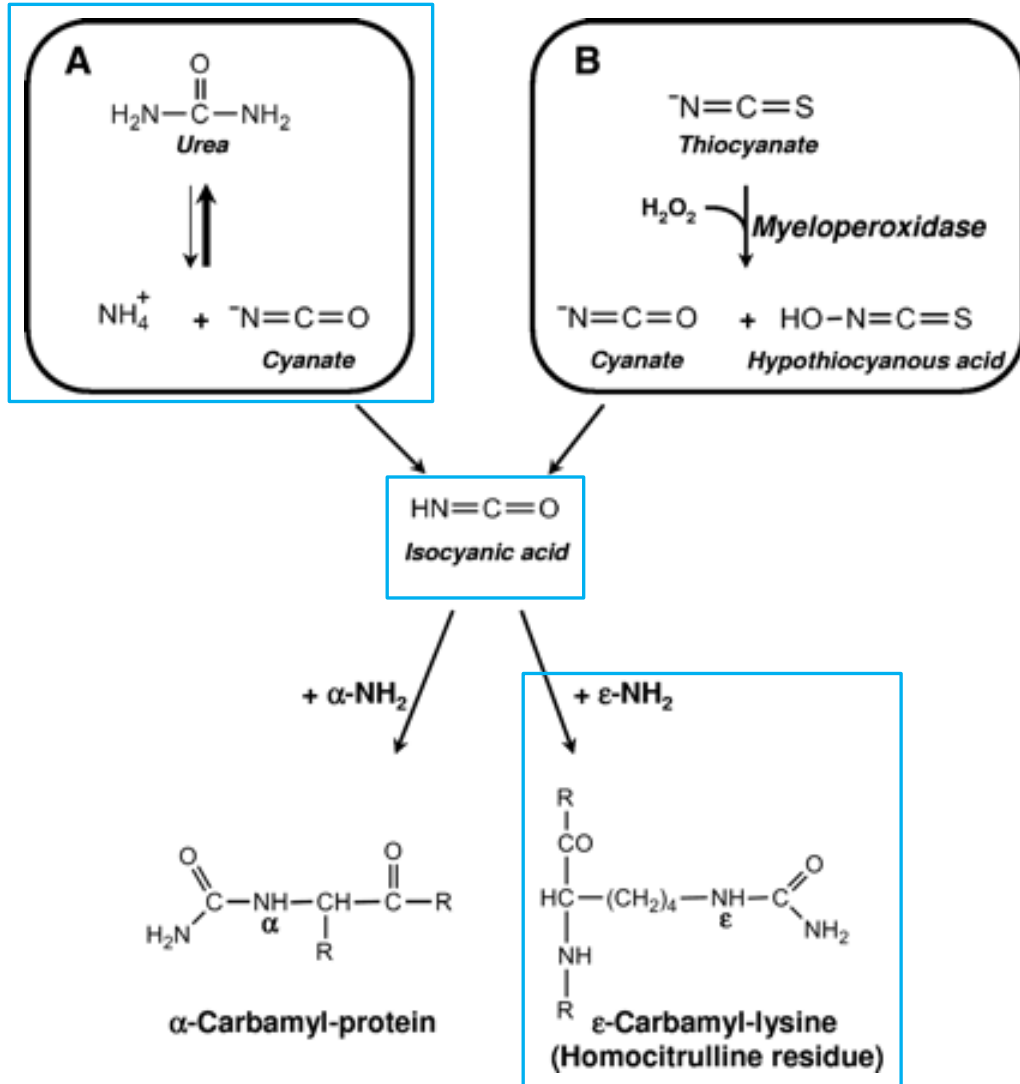 A
O
H₂N—C—NH₂
Urea
NH₄⁺ + ⁻N=C=O
Cyanate
B
⁻N=C=S
Thiocyanate
H₂O₂
Myeloperoxidase
⁻N=C=O + HO-N=C=S
Cyanate Hypothiocyanous acid
HN=C=O
Isocyanic acid
+ α-NH₂
+ ε-NH₂
O O
C—NH—CH—C—R
H₂N α R
α-Carbamyl-protein
R
CO O
HC—(CH₂)₄—NH—C
ε NH₂
NH
R
ε-Carbamyl-lysine
(Homocitrulline residue)